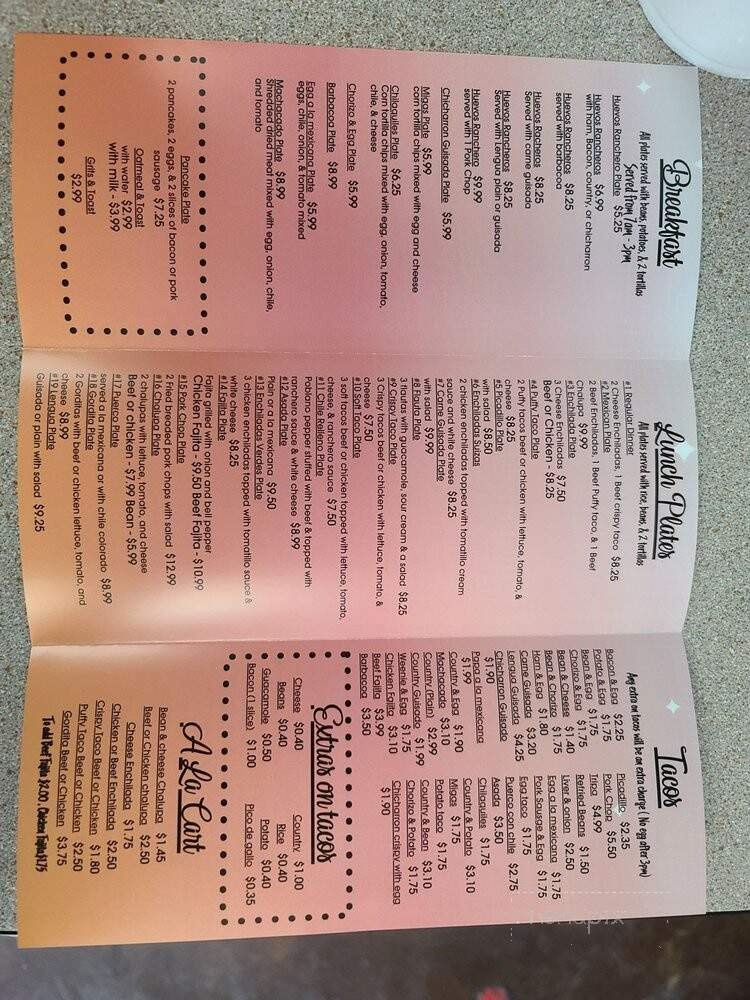 Breakfast
All plates served with beans, potatoes, & 2 tortillas
Served from 7am - 3pm
Huevos Ranchero Plate $5.25
Huevos Rancheros $6.99
with ham, Bacon, country, or chicharron
Huevos Rancheros $8.25
served with barbacoa
Huevos Rancheros $8.25
Served with carne guisada
Huevos Rancheros $8.25
Served with Lengua plain or guisada
Huevos Ranchero $9.99
served with 1 Pork Chop
Chicharron Guisada Plate $5.99
Migas Plate $5.99
corn tortilla chips mixed with egg and cheese
Chilaquiles Plate $6.25
Corn tortilla chips mixed with egg, onion, tomato,
chile, & cheese
Chorizo & Egg Plate $5.99
Barbacoa Plate $8.99
Egg a la mexicana Plate $5.99
eggs, chile, onion, & tomato mixed
Machacado Plate $8.99
Shredded dried meat mixed with egg, onion, chile,
and tomato
Pancake Plate
2 pancakes, 2 eggs, & 2 slices of bacon or pork
sausage $7.25
Oatmeal & Toast
with water $2.99
with milk - $3.99
Grits & Toast
$2.99
Lunch Plates
All plates served with rice, beans, & 2 tortillas
#1 Regular Dinner
2 Cheese Enchiladas, 1 Beef crispy taco $8.25
#2 Mexican Plate
2 Beef Enchiladas, 1 Beef Puffy taco, & 1 Beef
Chalupa $9.99
#3 Enchilada Plate
3 Cheese Enchiladas $7.50
Beef or Chicken - $8.25
#4 Puffy Taco Plate
2 Puffy tacos beef or chicken with lettuce, tomato, &
cheese $8.25
#5 Picadillo Plate
with salad $8.50
#6 Enchiladas Suizas
2 chicken enchiladas topped with tomatillo cream
sauce and white cheese $8.25
#7 Carne Guisada Plate
with salad $9.99
#8 Flauta Plate
3 flautas with guacamole, sour cream & a salad $8.25
#9 Crispy Taco Plate
3 Crispy tacos beef or chicken with lettuce, tomato, &
cheese $7.50
#10 Soft Taco Plate
3 soft tacos beef or chicken topped with lettuce, tomato,
cheese, & ranchero sauce $7.50
#11 Chile Relleno Plate
Poblano pepper stuffed with beef & topped with
ranchero sauce & white cheese $8.99
#12 Asada Plate
Plain or a la mexicana $9.50
#13 Enchiladas Verdes Plate
3 chicken enchiladas topped with tomatillo sauce &
white cheese $8.25
#14 Fajita Plate
Fajita grilled with onion and bell pepper
Chicken Fajita - $9.50 Beef Fajita - $10.99
#15 Pork Chop Plate
2 Fried bone in pork chops with salad $12.99
#16 Chalupa Plate
2 chalupas with lettuce, tomato, and cheese
Beef or chicken - $7.99 Bean - $5.99
#17 Puerco Plate
served a la mexicana or with chile colorado $8.99
#18 Gordita Plate
2 Gorditas with beef or chicken lettuce, tomato, and
cheese $8.99
#19 Lengua Plate
Guisada or plain with salad $9.25
Tacos
Any extra on tacos will be an extra charge ( No egg after 3pm)
Bacon & Egg $2.25
Potato & Egg $1.75
Bean & Egg $1.75
Chorizo & Egg $1.75
Bean & Cheese $1.40
Bean & Chorizo $1.75
Ham & Egg $1.80
Carne Guisada $3.20
Lengua Guisada $4.25
Chicharron Guisada
$1.90
Papa a la mexicana
$1.99
Country & Egg $1.90
Machacado $3.10
Country (Plain) $2.99
Country Guisado $1.99
Weenie & Egg $1.75
Chicken Fajita $3.10
Beef Fajita $3.99
Barbacoa $3.50
Picadillo $2.35
Pork Chop $5.50
Tripa $4.99
Refried Beans $1.50
Liver & onion $2.50
Egg a la mexicana $1.75
Pork Sausage & Egg $1.75
Egg taco $1.75
Puerco con chile $2.75
Asada $3.50
Chilaquiles $1.75
Migas $1.75
Potato taco $1.75
Country & Potato $3.10
Country & Bean $3.10
Chorizo & Potato $1.75
Chicharron crispy with egg
$1.90
Extras on tacos
Cheese $0.40
Beans $0.40
Guacamole $0.50
Bacon (1 slice) $1.00
Country $1.00
Rice $0.40
Potato $0.40
Pico de gallo $0.35
A La Cart
Bean & cheese Chalupa $1.45
Beef or Chicken chalupa $2.50
Cheese Enchilada $1.75
Chicken or Beef Enchilada $2.50
Crispy Taco Beef or Chicken $1.80
Puffy Taco Beef or Chicken $2.50
Gordita Beef or Chicken $3.75
To add Beef Fajita $2.00, Chicken Fajita $1.75